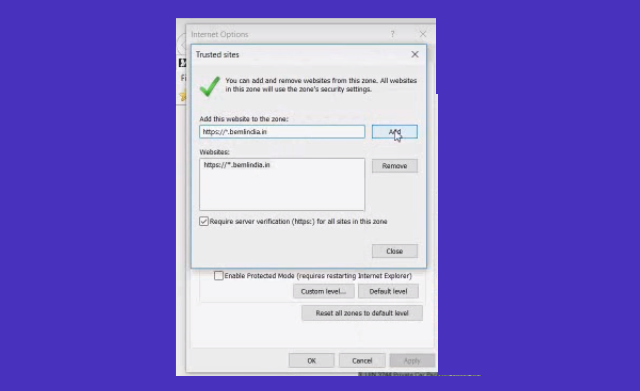 Internet Options
Trusted sites
You can add and remove websites from this zone. All websites
in this zone will use the zone's security settings.
Add this website to the zone:
https://*.bemlindia.in
Add
Websites:
https://*.bemlindia.in
Remove
Require server verification (https:) for all sites in this zone
Close
Enable Protected Mode (requires restarting Internet Explorer)
Custom level...
Default level
Reset all zones to default level
OK
Cancel
Apply